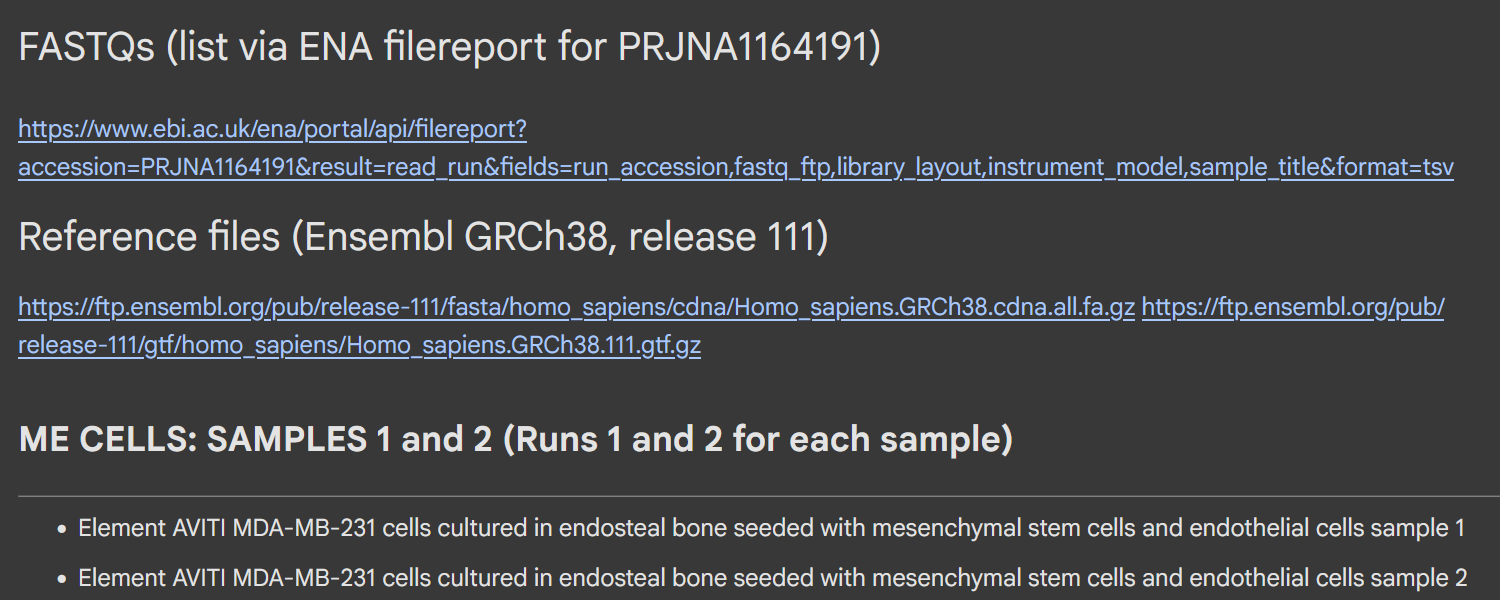 FASTQs (list via ENA filereport for PRJNA1164191)
https://www.ebi.ac.uk/ena/portal/api/filereport?
accession=PRJNA1164191&result=read_run&fields=run_accession,fastq_ftp,library_layout,instrument_model,sample_title&format=tsv
Reference files (Ensembl GRCh38, release 111)
https://ftp.ensembl.org/pub/release-111/fasta/homo_sapiens/cdna/Homo_sapiens.GRCh38.cdna.all.fa.gz https://ftp.ensembl.org/pub/
release-111/gtf/homo_sapiens/Homo_sapiens.GRCh38.111.gtf.gz
ME CELLS: SAMPLES 1 and 2 (Runs 1 and 2 for each sample)
• Element AVITI MDA-MB-231 cells cultured in endosteal bone seeded with mesenchymal stem cells and endothelial cells sample 1
• Element AVITI MDA-MB-231 cells cultured in endosteal bone seeded with mesenchymal stem cells and endothelial cells sample 2